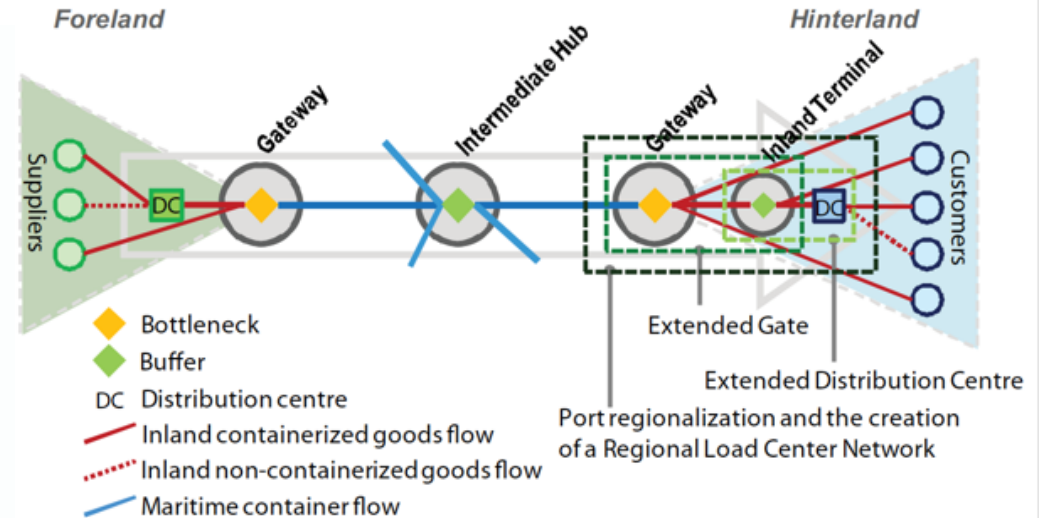 Foreland
Hinterland
Gateway
Intermediate Hub
Gateway
Inland Terminal
Suppliers
DC
DC
Customers
Bottleneck
Buffer
DC Distribution centre
Inland containerized goods flow
Inland non-containerized goods flow
Maritime container flow
Extended Gate
Extended Distribution Centre
Port regionalization and the creation
of a Regional Load Center Network